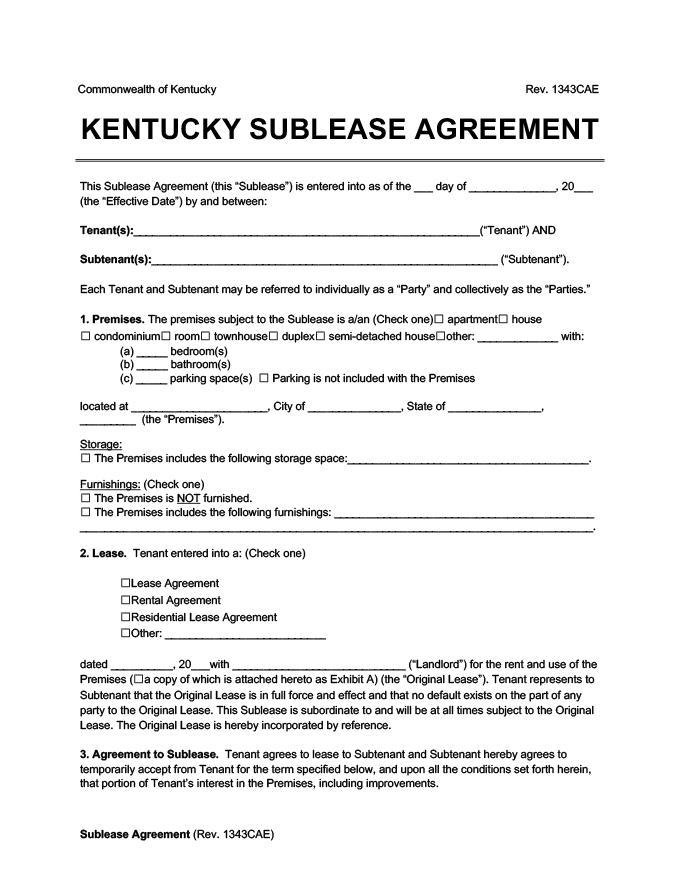 Commonwealth of Kentucky Rev. 1343CAE
KENTUCKY SUBLEASE AGREEMENT
This Sublease Agreement (this “Sublease”) is entered into as of the ___ day of ______________, 20___
(the “Effective Date”) by and between:
Tenant(s):________________________________________________________(“Tenant”) AND
Subtenant(s):________________________________________________________ (“Subtenant”).
Each Tenant and Subtenant may be referred to individually as a “Party” and collectively as the “Parties.”
1. Premises. The premises subject to the Sublease is a/an (Check one)☐ apartment☐ house
☐ condominium☐ room☐ townhouse☐ duplex☐ semi-detached house☐other: _____________ with:
(a) _____ bedroom(s)
(b) _____ bathroom(s)
(c) _____ parking space(s) ☐ Parking is not included with the Premises
located at ______________________, City of _______________, State of _______________,
_________ (the “Premises”).
Storage:
☐ The Premises includes the following storage space:_______________________________________.
Furnishings: (Check one)
☐ The Premises is NOT furnished.
☐ The Premises includes the following furnishings: __________________________________________
___________________________________________________________________________________.
2. Lease. Tenant entered into a: (Check one)
☐Lease Agreement
☐Rental Agreement
☐Residential Lease Agreement
☐Other: __________________________
dated __________, 20___with ____________________________ (“Landlord”) for the rent and use of the
Premises (☐a copy of which is attached hereto as Exhibit A) (the “Original Lease”). Tenant represents to
Subtenant that the Original Lease is in full force and effect and that no default exists on the part of any
party to the Original Lease. This Sublease is subordinate to and will be at all times subject to the Original
Lease. The Original Lease is hereby incorporated by reference.
3. Agreement to Sublease. Tenant agrees to lease to Subtenant and Subtenant hereby agrees to
temporarily accept from Tenant for the term specified below, and upon all the conditions set forth herein,
that portion of Tenant’s interest in the Premises, including improvements.
Sublease Agreement (Rev. 1343CAE)